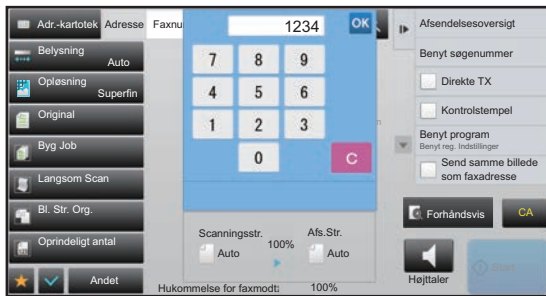 Adr.-kartotek
Adresse
Faxnu
1234
OK
Afsendelsesoversigt
Belysning
Auto
7 8 9
Benyt søgenummer
Opløsning
Superfin
4 5 6
Direkte TX
Original
1 2 3
Kontrolstempel
Byg Job
0
C
Benyt program
Benyt reg. Indstillinger
Langsom Scan
Send samme billede
som faxadresse
Bl. Str. Org.
Scanningsstr.
100%
Afs.Str.
Auto
Auto
Forhåndsvis
CA
Oprindeligt antal
Andet
Hukommelse for faxmodt:
100%
Højttaler
Start